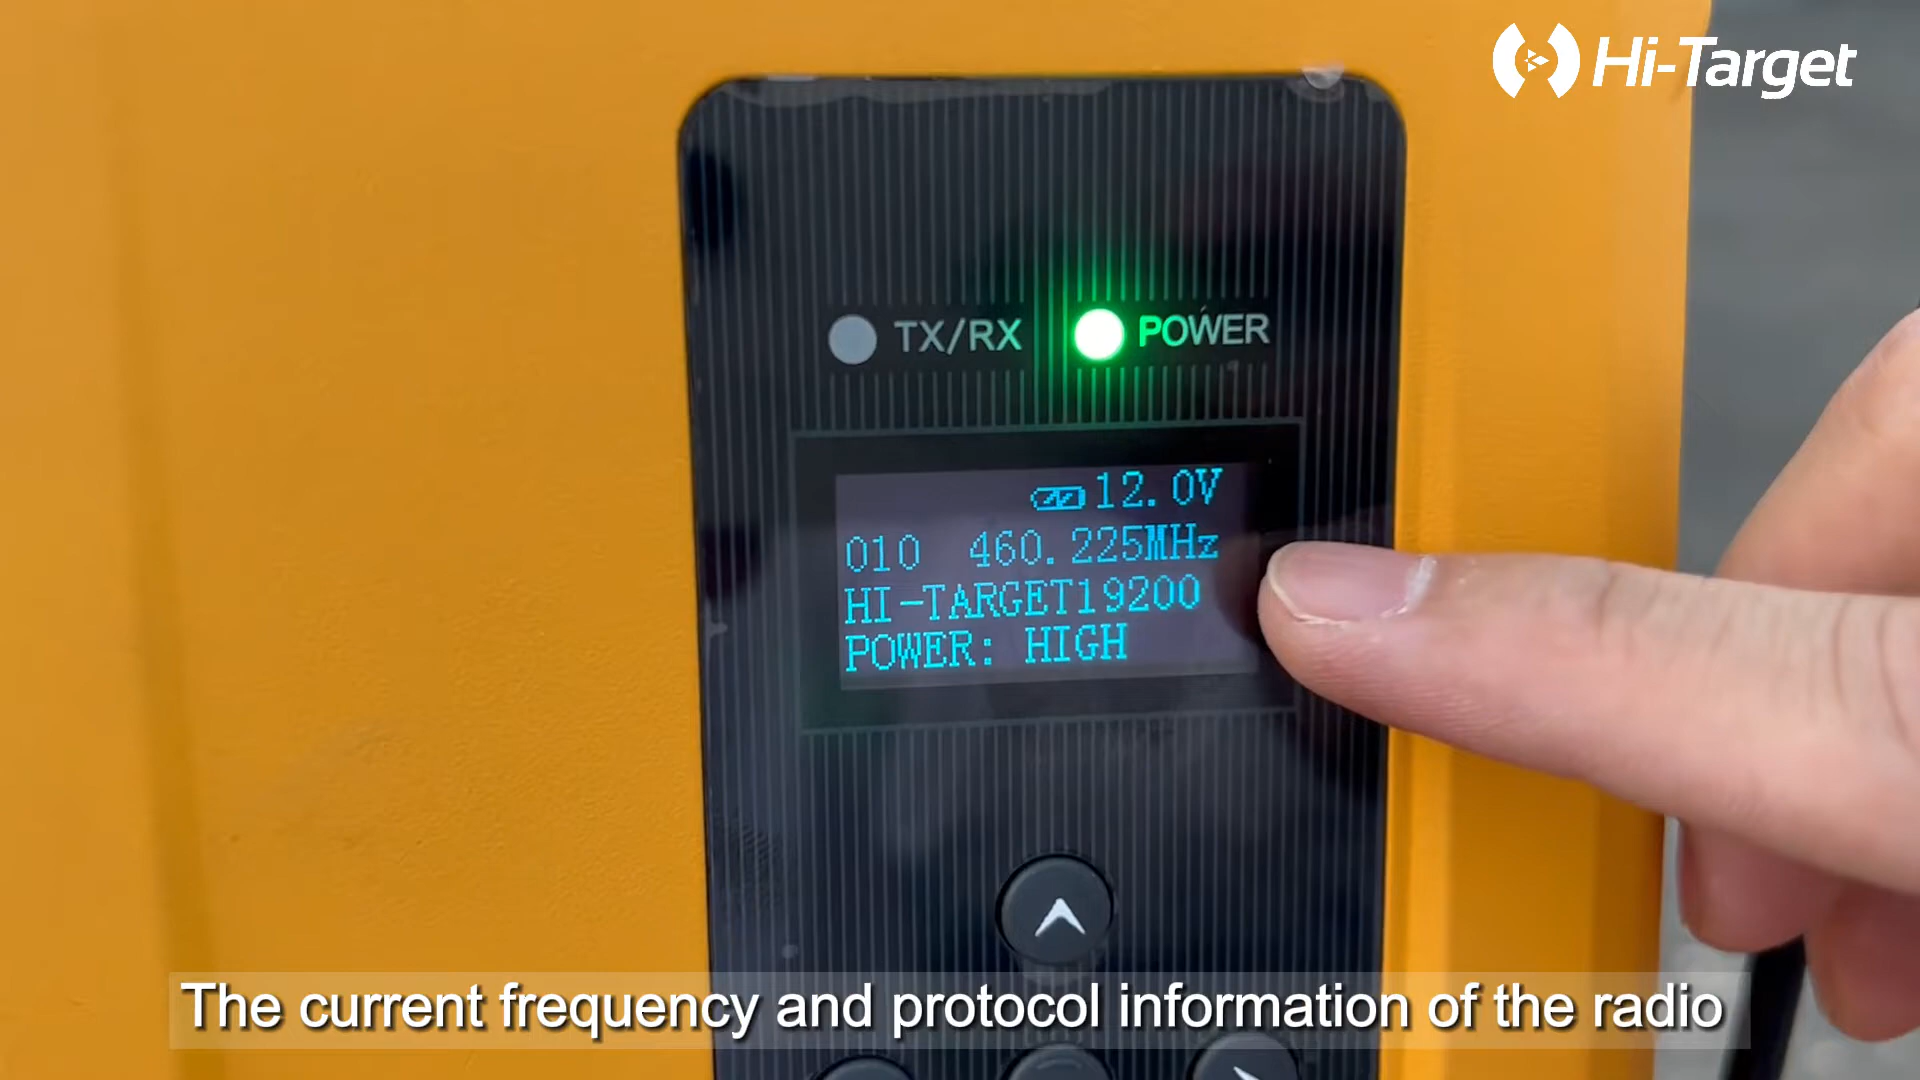 Hi-Target
TX/RX POWER
12.0V
010 460.225MHz
HI-TARGET19200
POWER: HIGH
The current frequency and protocol information of the radio